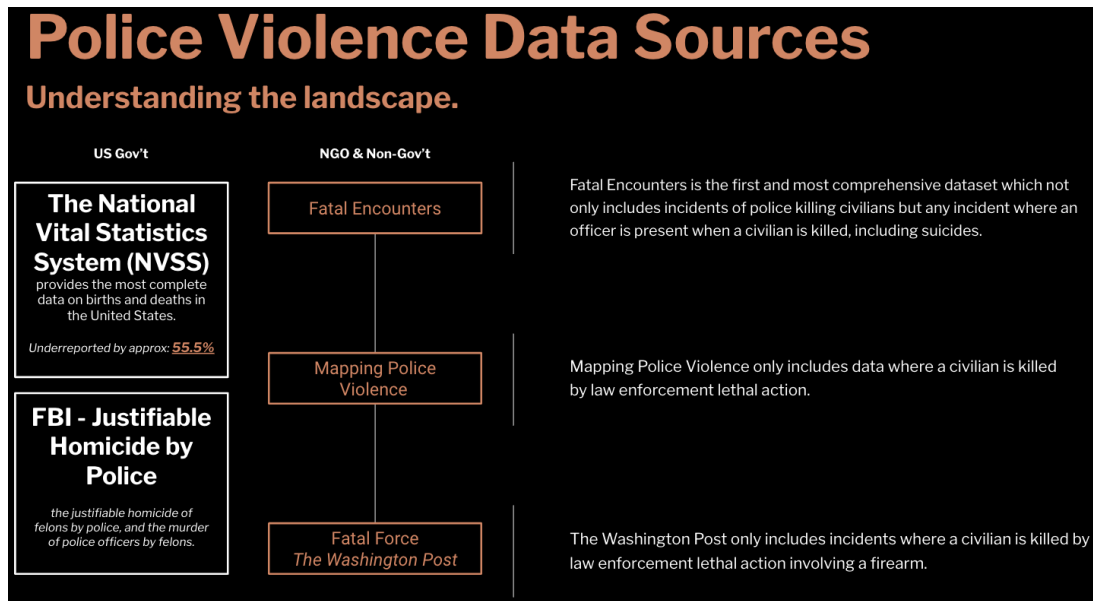 Police Violence Data Sources
Understanding the landscape.
US Gov't
The National
Vital Statistics
System (NVSS)
provides the most complete
data on births and deaths in
the United States.
Underreported by approx: 55.5%
FBI - Justifiable
Homicide by
Police
the justifiable homicide of
felons by police, and the murder
of police officers by felons.
NGO & Non-Gov't
Fatal Encounters
Fatal Encounters is the first and most comprehensive dataset which not
only includes incidents of police killing civilians but any incident where an
officer is present when a civilian is killed, including suicides.
Mapping Police
Violence
Mapping Police Violence only includes data where a civilian is killed
by law enforcement lethal action.
Fatal Force
The Washington Post
The Washington Post only includes incidents where a civilian is killed by
law enforcement lethal action involving a firearm.